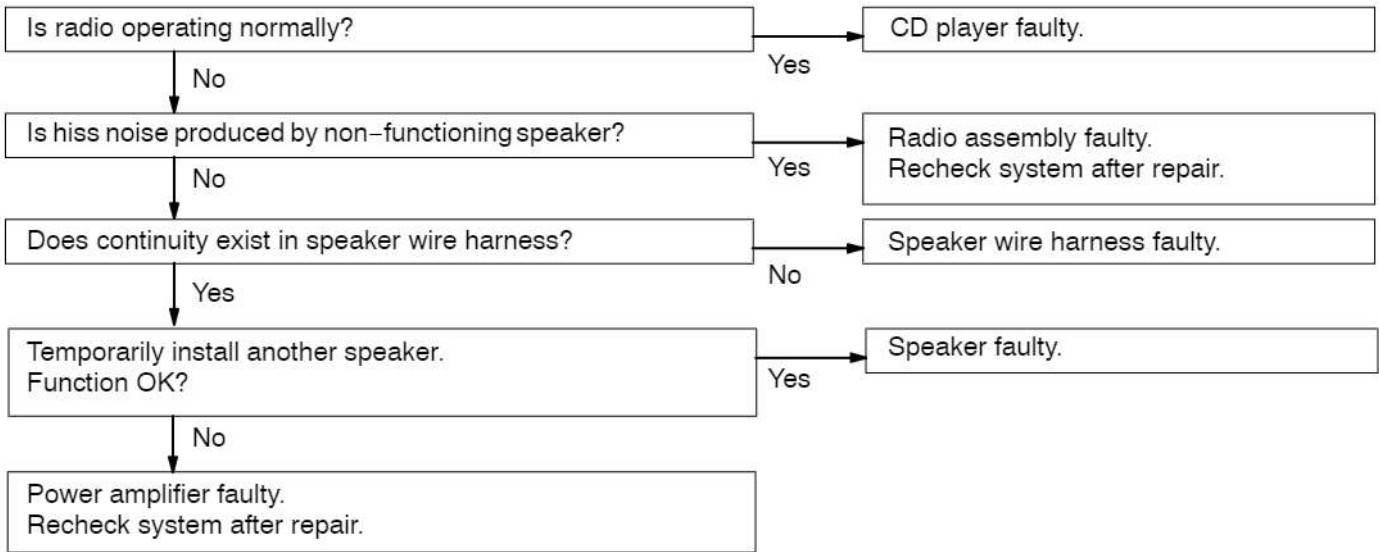 Is radio operating normally?
Yes
CD player faulty.
No
Is hiss noise produced by non-functioning speaker?
Yes
Radio assembly faulty.
Recheck system after repair.
No
Does continuity exist in speaker wire harness?
No
Speaker wire harness faulty.
Yes
Temporarily install another speaker.
Function OK?
Yes
Speaker faulty.
No
Power amplifier faulty.
Recheck system after repair.